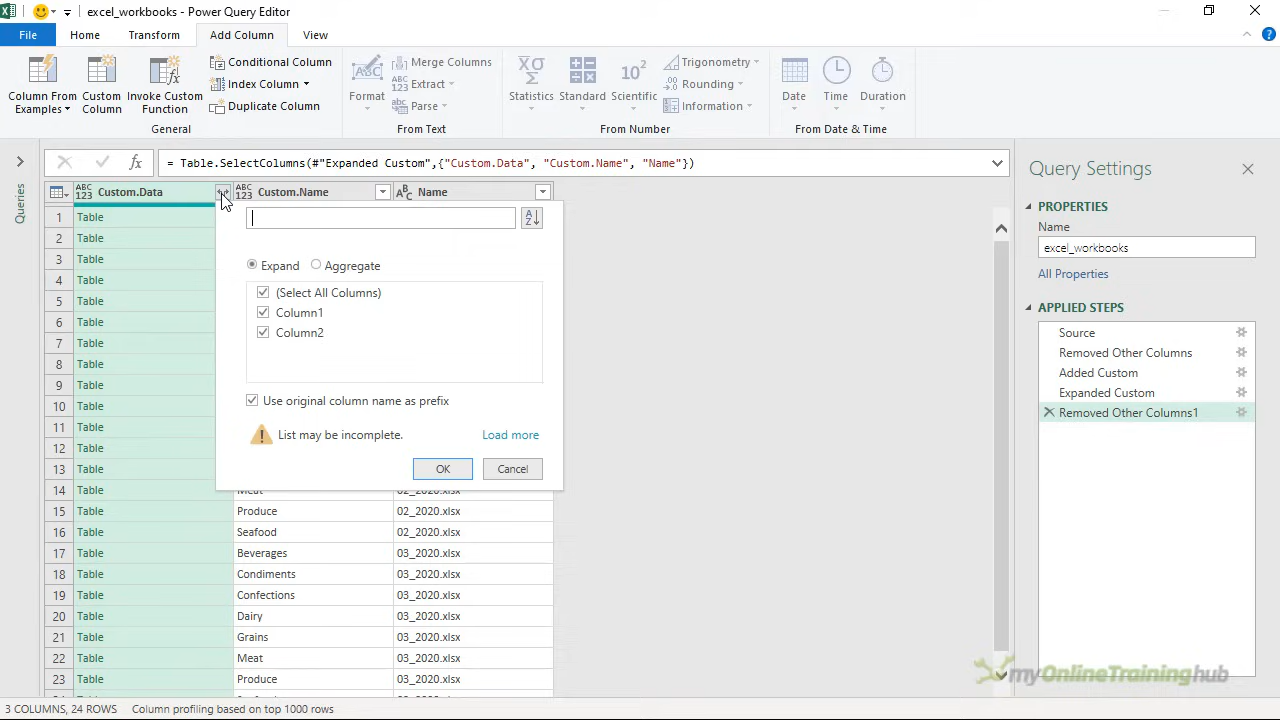 excel_workbooks - Power Query Editor
File Home Transform Add Column View
Column From Examples
Custom Column
Invoke Custom Function
Conditional Column
Index Column
Duplicate Column
General
Format
Merge Columns
Extract
Parse
From Text
Statistics
Standard
Scientific
Trigonometry
Rounding
Information
From Number
Date
Time
Duration
From Date & Time
Queries
fx = Table.SelectColumns(#"Expanded Custom",{"Custom.Data", "Custom.Name", "Name"})
Custom.Data Custom.Name Name
1 Table
2 Table
3 Table
4 Table
5 Table
6 Table
7 Table
8 Table
9 Table
10 Table
11 Table
12 Table
13 Table
14 Table Meat 02_2020.xlsx
15 Table Produce 02_2020.xlsx
16 Table Seafood 02_2020.xlsx
17 Table Beverages 03_2020.xlsx
18 Table Condiments 03_2020.xlsx
19 Table Confections 03_2020.xlsx
20 Table Dairy 03_2020.xlsx
21 Table Grains 03_2020.xlsx
22 Table Meat 03_2020.xlsx
23 Table Produce 03_2020.xlsx
Expand Aggregate
(Select All Columns)
Column1
Column2
Use original column name as prefix
List may be incomplete. Load more
OK Cancel
Query Settings
PROPERTIES
Name
excel_workbooks
All Properties
APPLIED STEPS
Source
Removed Other Columns
Added Custom
Expanded Custom
Removed Other Columns1
myOnlineTraininghub
3 COLUMNS, 24 ROWS Column profiling based on top 1000 rows